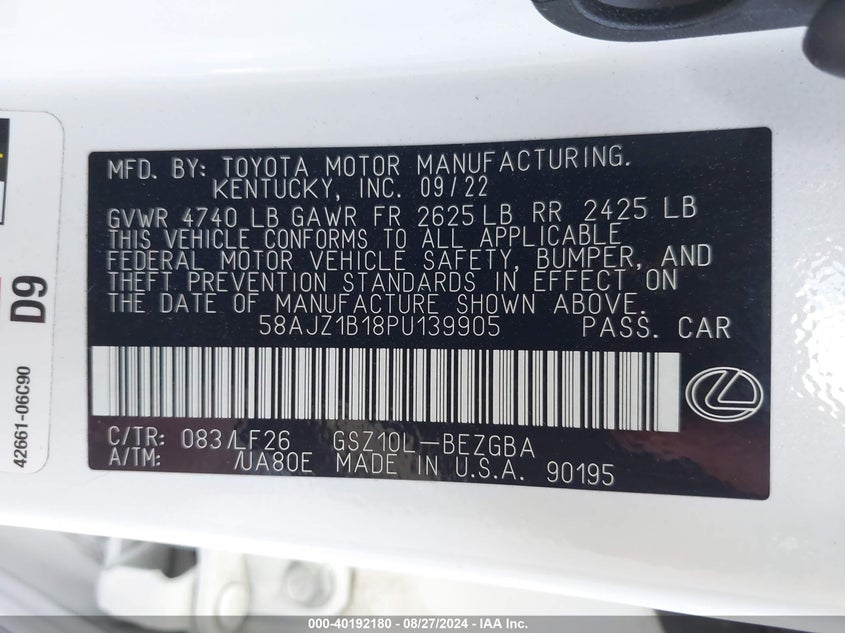 MFD. BY: TOYOTA MOTOR MANUFACTURING.
KENTUCKY, INC. 09/22
GVWR 4740 LB GAWR FR 2625 LB RR 2425 LB
THIS VEHICLE CONFORMS TO ALL APPLICABLE
FEDERAL MOTOR VEHICLE SAFETY, BUMPER, AND
THEFT PREVENTION STANDARDS IN EFFECT ON
THE DATE OF MANUFACTURE SHOWN ABOVE.
58AJZ1B18PU139905 PASS. CAR
C/TR: 083/LF26 GSZ10L-BEZGBA
A/TM: /UA80E MADE IN U.S.A. 90195
D9
42661-06C90
000-40192180 - 08/27/2024 - IAA Inc.